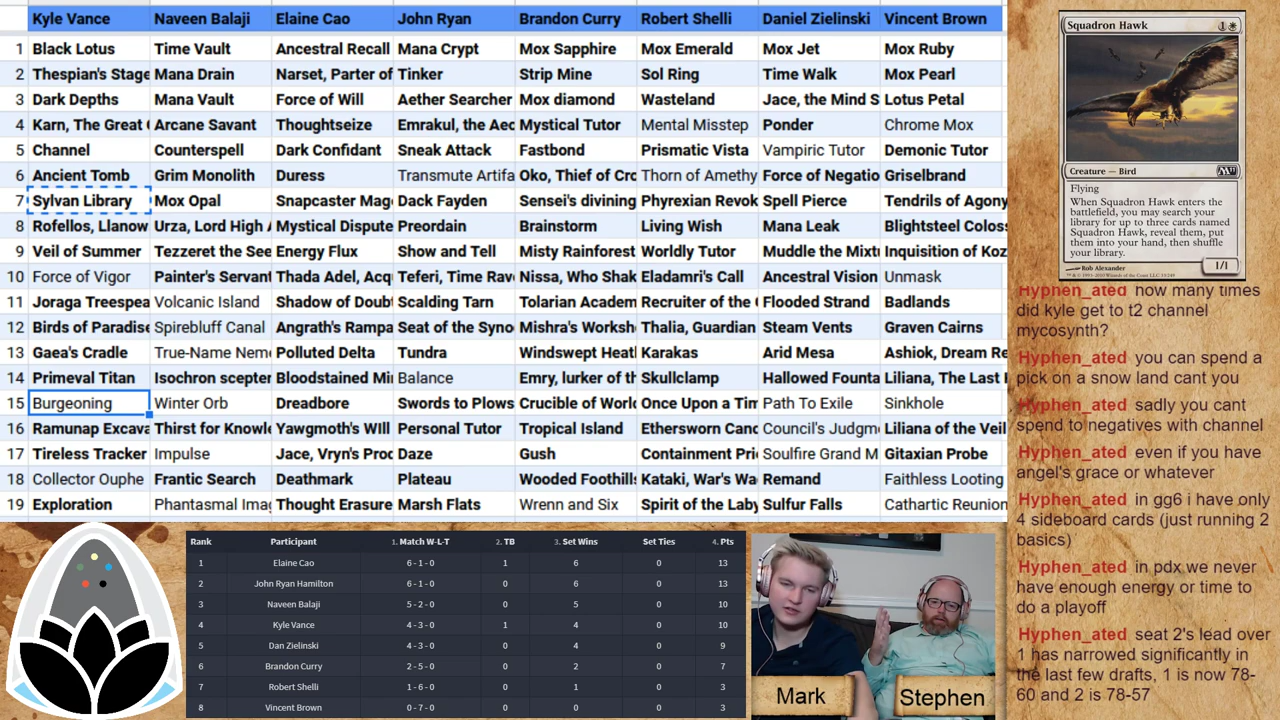 Kyle Vance Naveen Balaji Elaine Cao John Ryan Brandon Curry Robert Shelli Daniel Zielinski Vincent Brown
1 Black Lotus Time Vault Ancestral Recall Mana Crypt Mox Sapphire Mox Emerald Mox Jet Mox Ruby
2 Thespian's Stage Mana Drain Narset, Parter of Tinker Strip Mine Sol Ring Time Walk Mox Pearl
3 Dark Depths Mana Vault Force of Will Aether Searcher Mox diamond Wasteland Jace, the Mind S Lotus Petal
4 Karn, The Great Arcane Savant Thoughtseize Emrakul, the Aeo Mystical Tutor Mental Misstep Ponder Chrome Mox
5 Channel Counterspell Dark Confidant Sneak Attack Fastbond Prismatic Vista Vampiric Tutor Demonic Tutor
6 Ancient Tomb Grim Monolith Duress Transmute Artifa Oko, Thief of Cro Thorn of Amethy Force of Negatio Griselbrand
7 Sylvan Library Mox Opal Snapcaster Mag Dack Fayden Sensei's divining Phyrexian Revok Spell Pierce Tendrils of Agony
8 Rofellos, Llanow Urza, Lord High A Mystical Dispute Preordain Brainstorm Living Wish Mana Leak Blightsteel Colos
9 Veil of Summer Tezzeret the See Energy Flux Show and Tell Misty Rainforest Worldly Tutor Muddle the Mixtu Inquisition of Koz
10 Force of Vigor Painter's Servant Thada Adel, Acq Teferi, Time Rav Nissa, Who Shak Eladamri's Call Ancestral Vision Unmask
11 Joraga Treespea Volcanic Island Shadow of Doubt Scalding Tarn Tolarian Academ Recruiter of the Flooded Strand Badlands
12 Birds of Paradise Spirebluff Canal Angrath's Rampa Seat of the Syno Mishra's Worksh Thalia, Guardian Steam Vents Graven Cairns
13 Gaea's Cradle True-Name Nem Polluted Delta Tundra Windswept Heat Karakas Arid Mesa Ashiok, Dream Re
14 Primeval Titan Isochron scepter Bloodstained Mi Balance Emry, lurker of th Skullclamp Hallowed Founta Liliana, The Last
15 Burgeoning Winter Orb Dreadbore Swords to Plows Crucible of Worl Once Upon a Tim Path To Exile Sinkhole
16 Ramunap Excava Thirst for Knowle Yawgmoth's WIll Personal Tutor Tropical Island Ethersworn Cano Council's Judgm Liliana of the Veil
17 Tireless Tracker Impulse Jace, Vryn's Proc Daze Gush Containment Pri Soulfire Grand M Gitaxian Probe
18 Collector Ouphe Frantic Search Deathmark Plateau Wooded Foothills Kataki, War's Wa Remand Faithless Looting
19 Exploration Phantasmal Imag Thought Erasure Marsh Flats Wrenn and Six Spirit of the Laby Sulfur Falls Cathartic Reunion
Squadron Hawk 1
Creature — Bird
Flying
When Squadron Hawk enters the
battlefield, you may search your
library for up to three cards named
Squadron Hawk, reveal them, put
them into your hand, then shuffle
your library.
Rob Alexander
1/1
Hyphen_ated how many times
did kyle get to t2 channel
mycosynth?
Hyphen_ated you can spend a
pick on a snow land cant you
Hyphen_ated sadly you cant
spend to negatives with channel
Hyphen_ated even if you have
angel's grace or whatever
Hyphen_ated in gg6 i have only
4 sideboard cards (just running 2
basics)
Hyphen_ated in pdx we never
have enough energy or time to
do a playoff
Hyphen_ated seat 2's lead over
1 has narrowed significantly in
the last few drafts, 1 is now 78-
60 and 2 is 78-57
Rank Participant 1. Match W-L-T 2. TB 3. Set Wins Set Ties 4. Pts
1 Elaine Cao 6 - 1 - 0 1 6 0 13
2 John Ryan Hamilton 6 - 1 - 0 0 6 0 13
3 Naveen Balaji 5 - 2 - 0 0 5 0 10
4 Kyle Vance 4 - 3 - 0 1 4 0 10
5 Dan Zielinski 4 - 3 - 0 0 4 0 9
6 Brandon Curry 2 - 5 - 0 0 2 0 7
7 Robert Shelli 1 - 6 - 0 0 1 0 3
8 Vincent Brown 0 - 7 - 0 0 0 0 3
Mark
Stephen